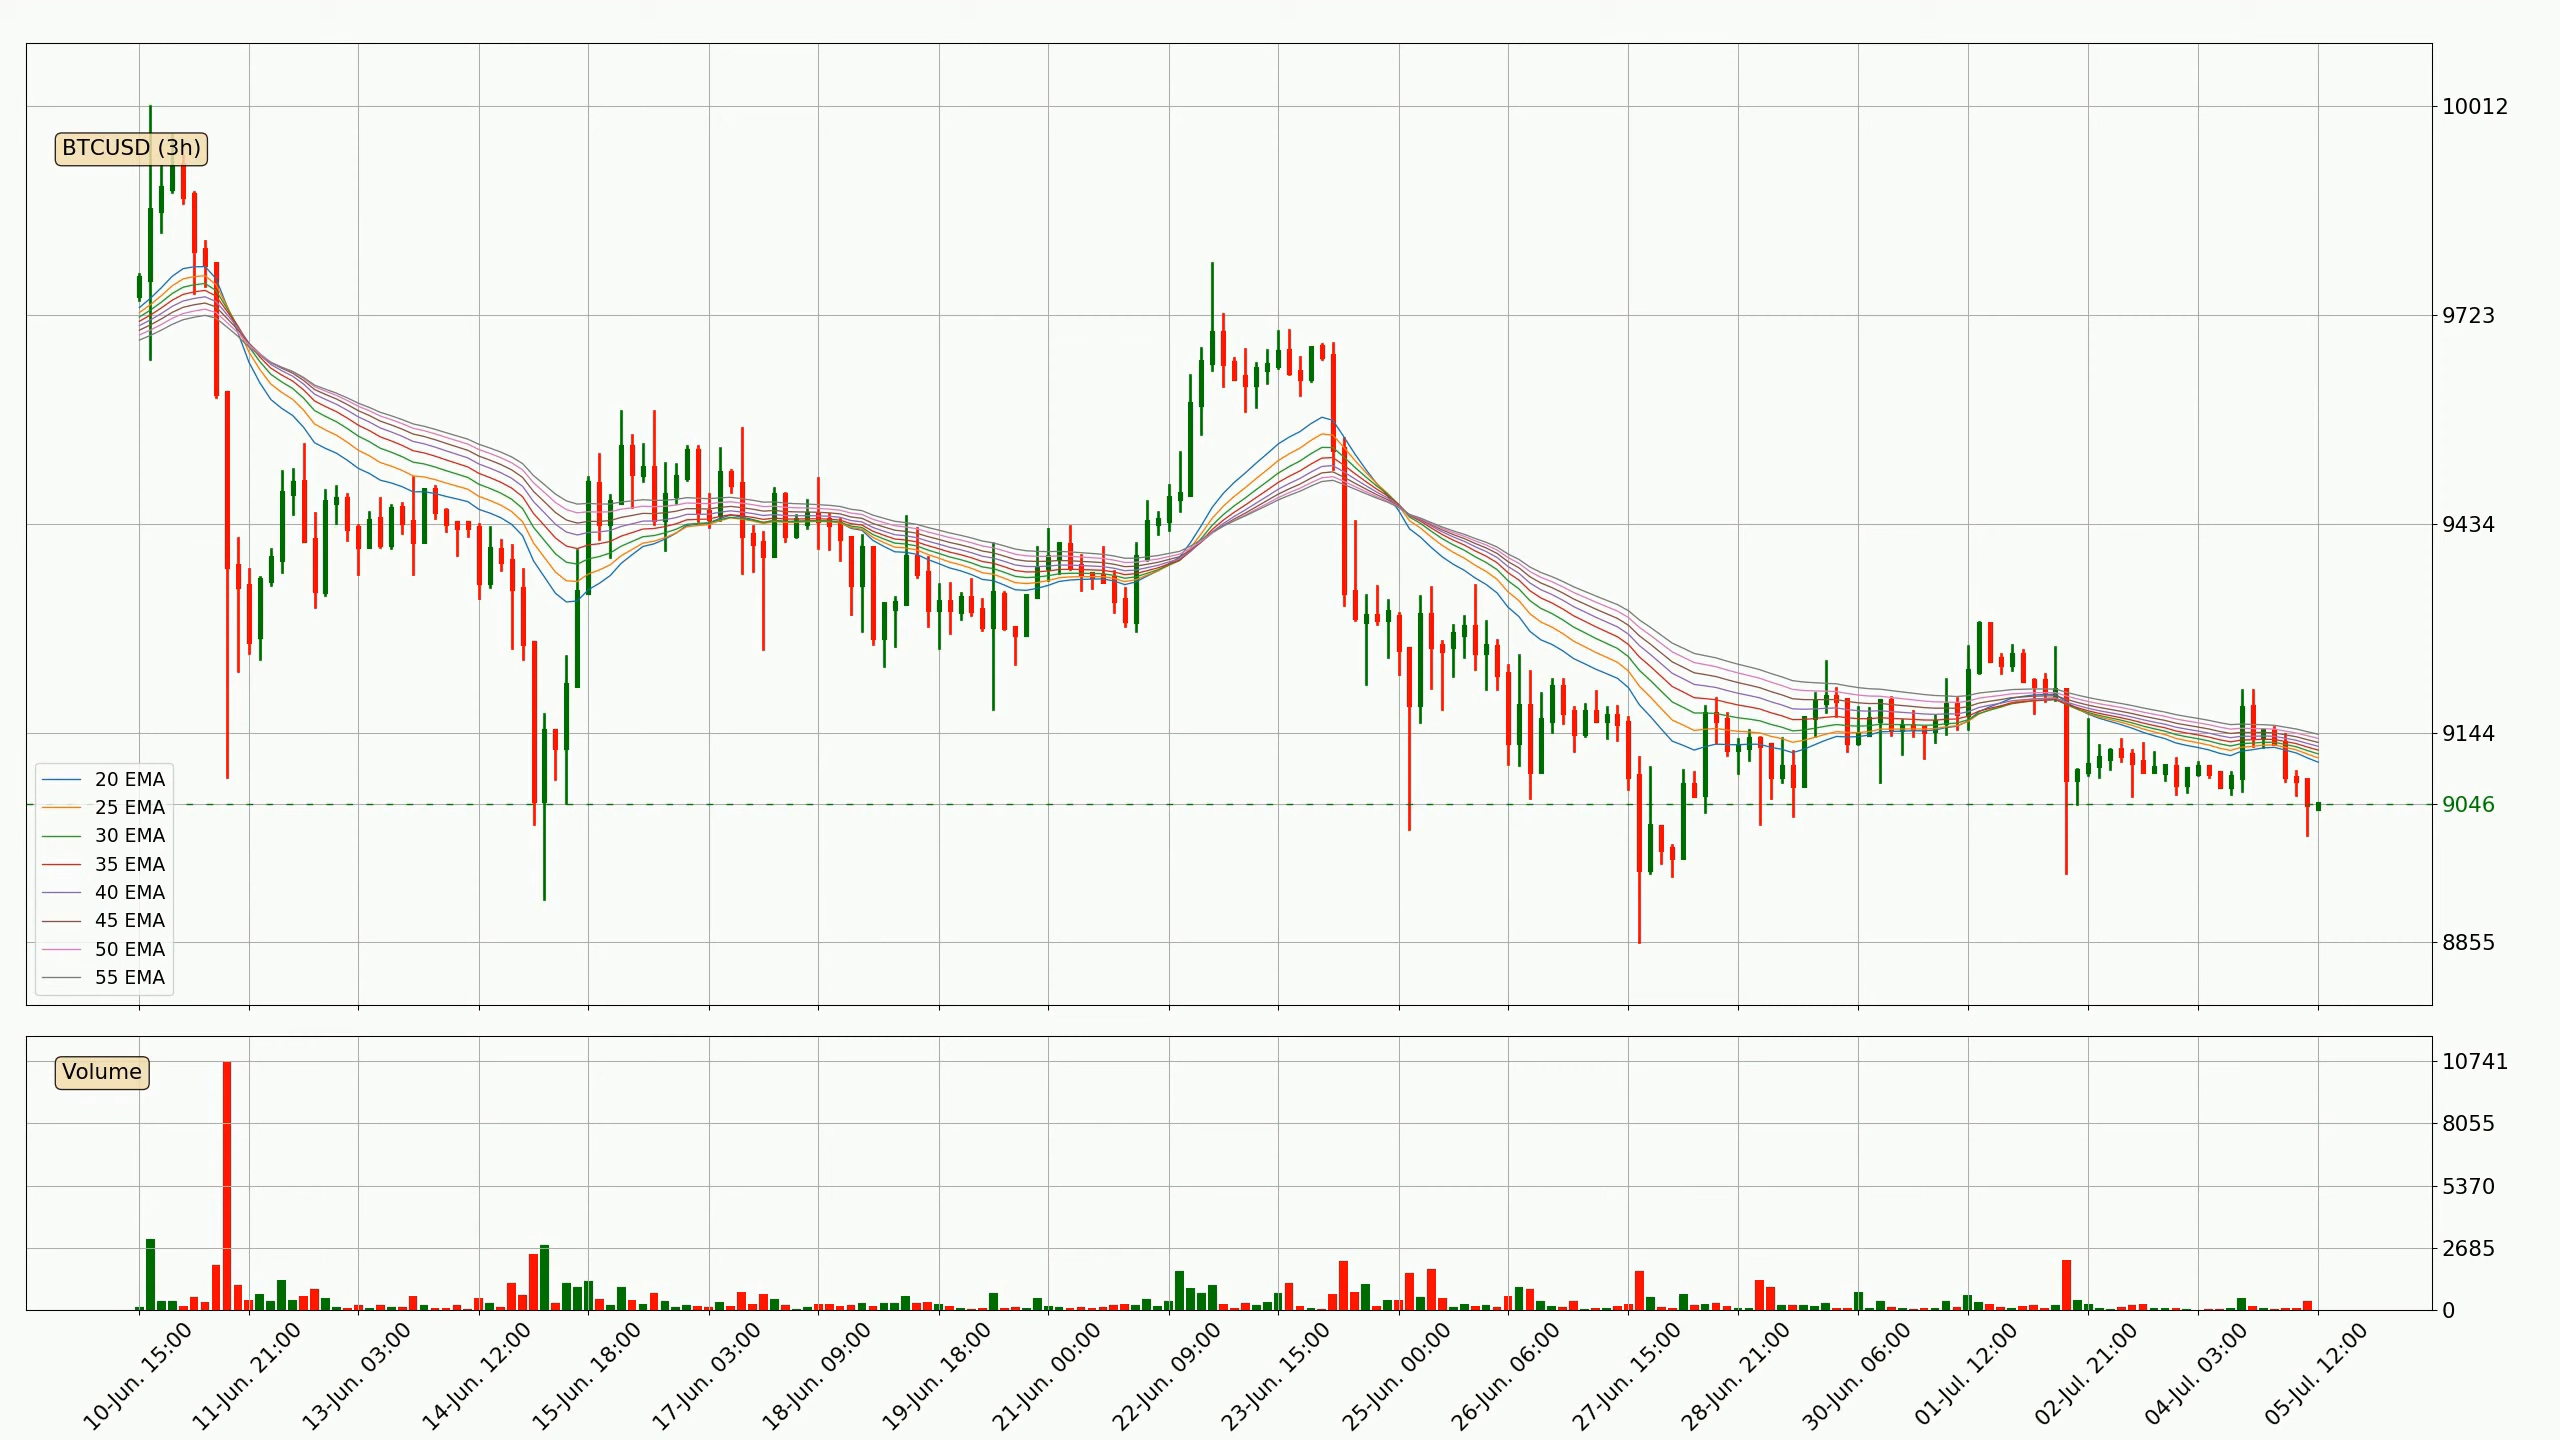 10012
BTCUSD (3h)
9723
9434
9144
9046
8855
20 EMA
25 EMA
30 EMA
35 EMA
40 EMA
45 EMA
50 EMA
55 EMA
Volume
10741
8055
5370
2685
0
10-Jun. 15:00
11-Jun. 21:00
13-Jun. 03:00
14-Jun. 12:00
15-Jun. 18:00
17-Jun. 03:00
18-Jun. 09:00
19-Jun. 18:00
21-Jun. 00:00
22-Jun. 09:00
23-Jun. 15:00
25-Jun. 00:00
26-Jun. 06:00
27-Jun. 15:00
28-Jun. 21:00
30-Jun. 06:00
01-Jul. 12:00
02-Jul. 21:00
04-Jul. 03:00
05-Jul. 12:00